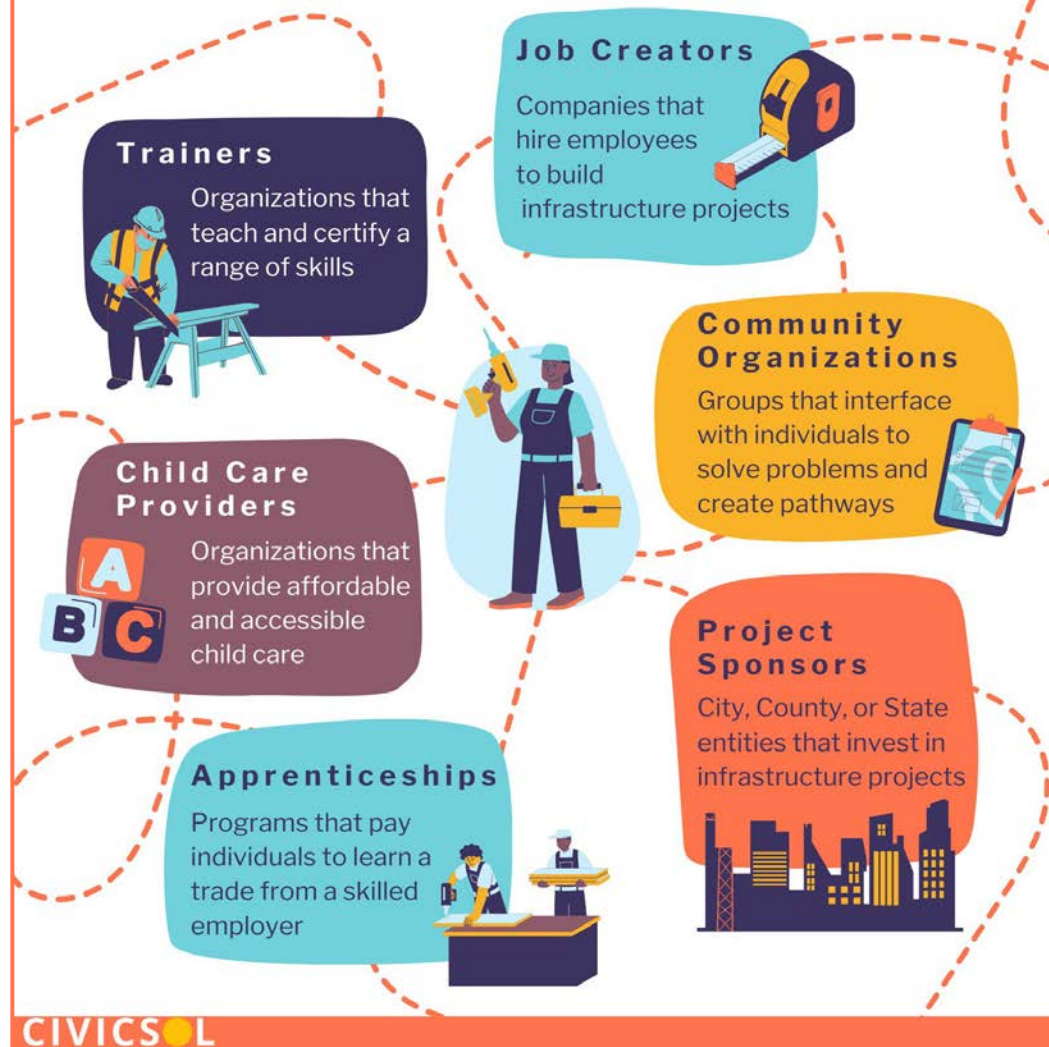 Job Creators
Companies that
hire employees
to build
infrastructure projects
Trainers
Organizations that
teach and certify a
range of skills
Community
Organizations
Groups that interface
with individuals to
solve problems and
create pathways
Child Care
Providers
Organizations that
provide affordable
and accessible
child care
A
B C
Project
Sponsors
City, County, or State
entities that invest in
infrastructure projects
Apprenticeships
Programs that pay
individuals to learn a
trade from a skilled
employer
CIVICSOL